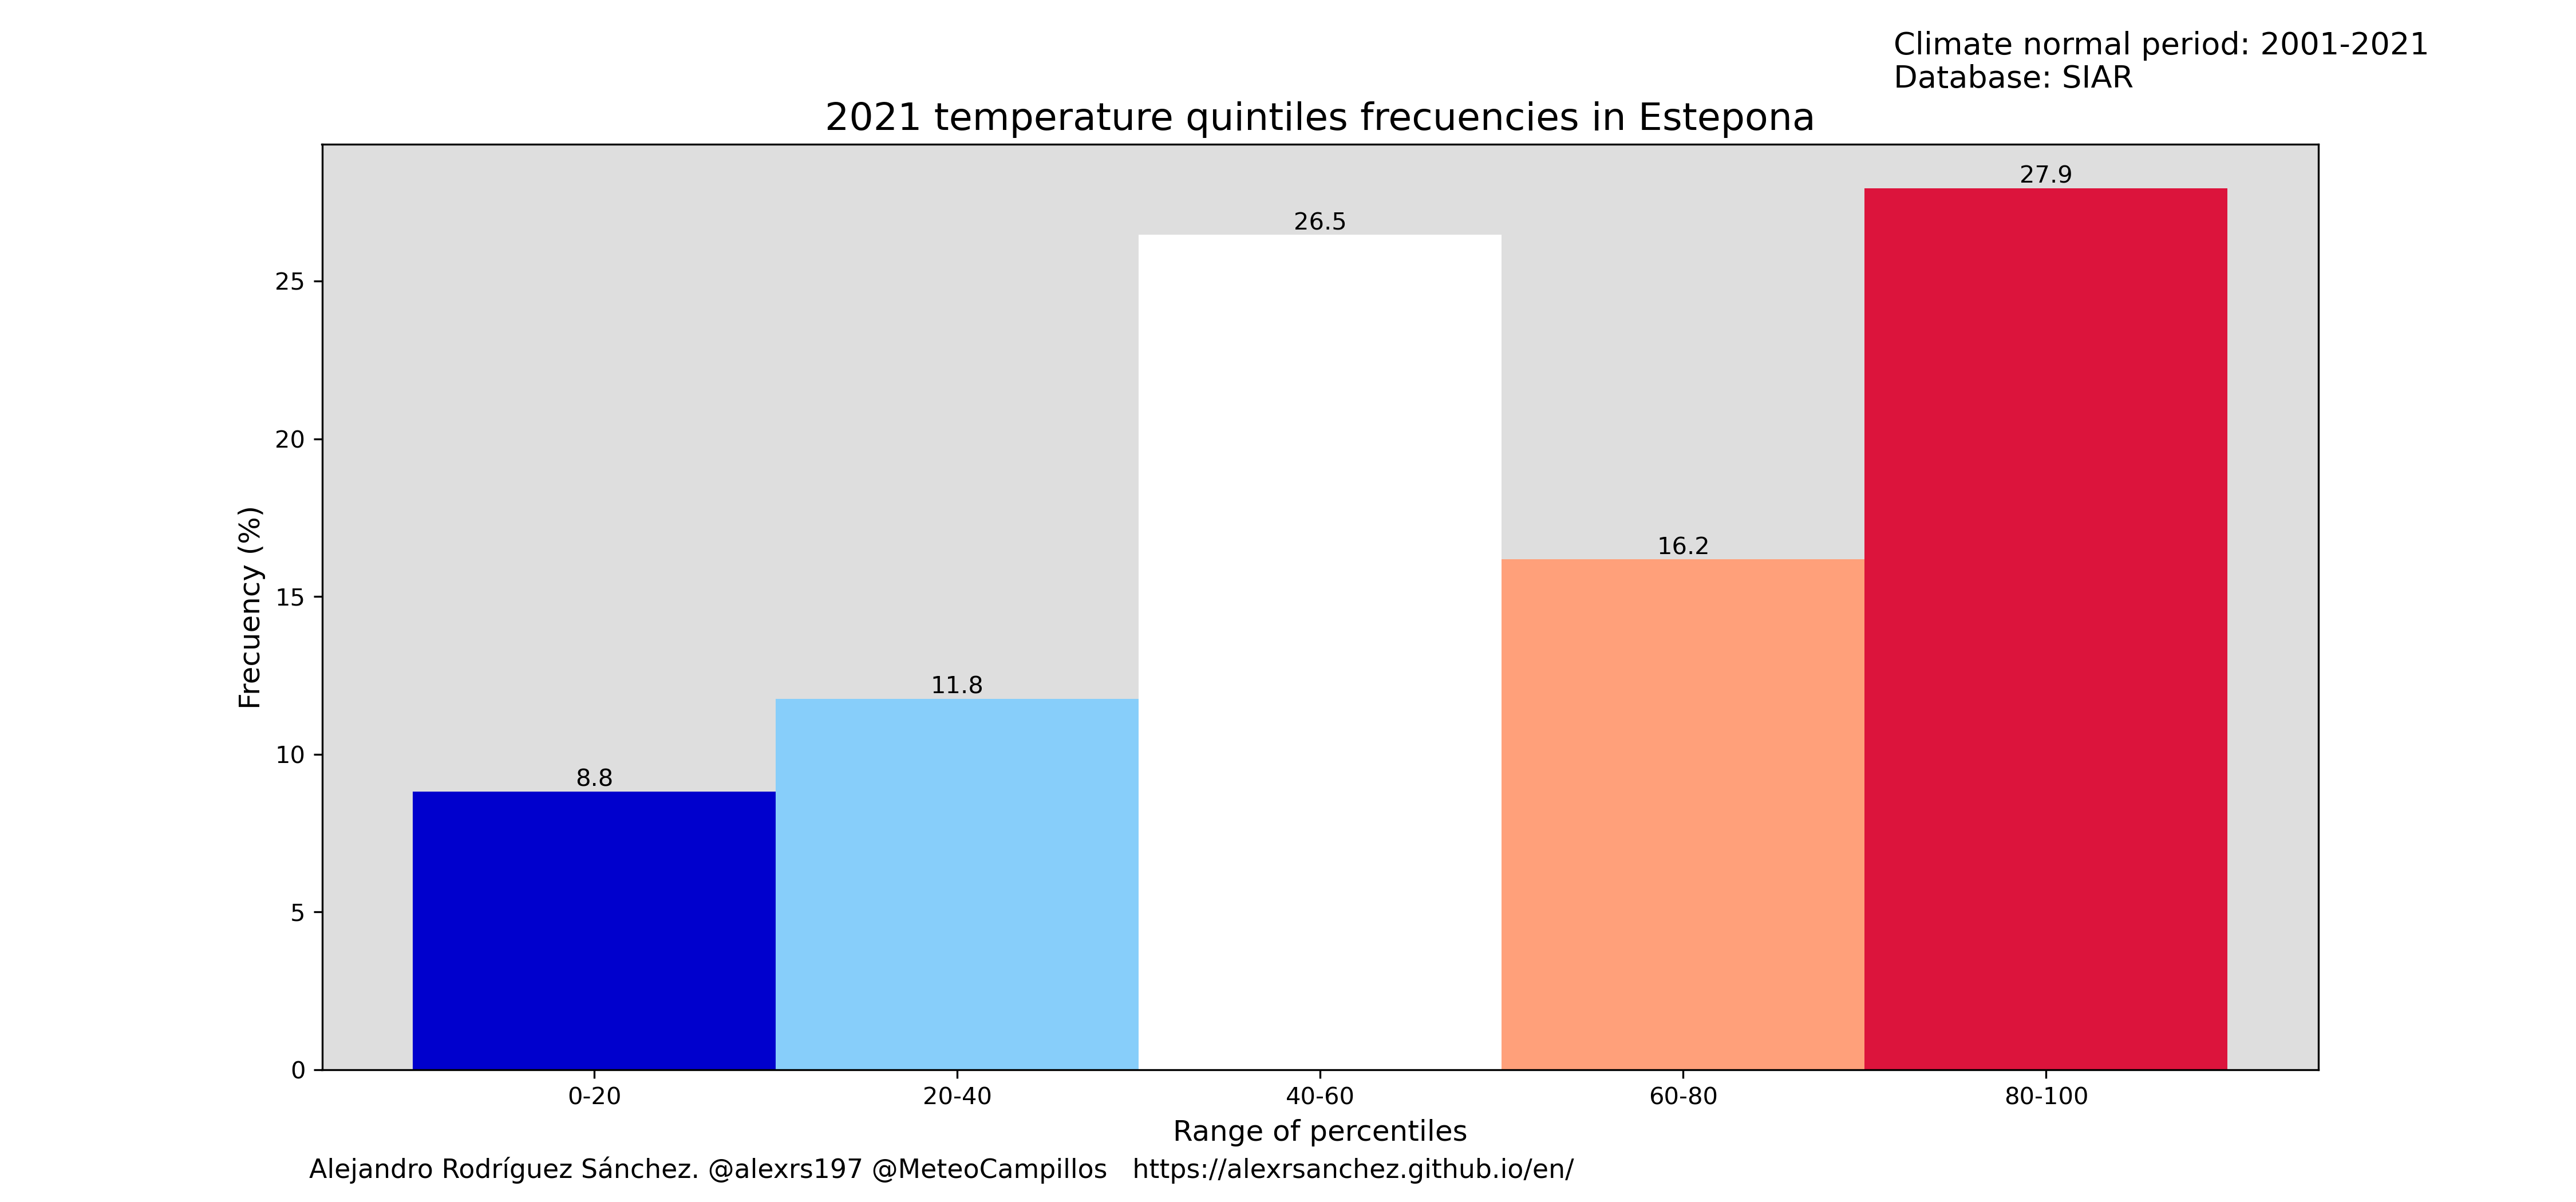 Climate normal period: 2001-2021
Database: SIAR
2021 temperature quintiles frecuencies in Estepona
27.9
26.5
25
20
16.2
15
Frecuency (%)
11.8
10
8.8
5
0
0-20 20-40 40-60 60-80 80-100
Range of percentiles
Alejandro Rodríguez Sánchez. @alexrs197 @MeteoCampillos https://alexrsanchez.github.io/en/